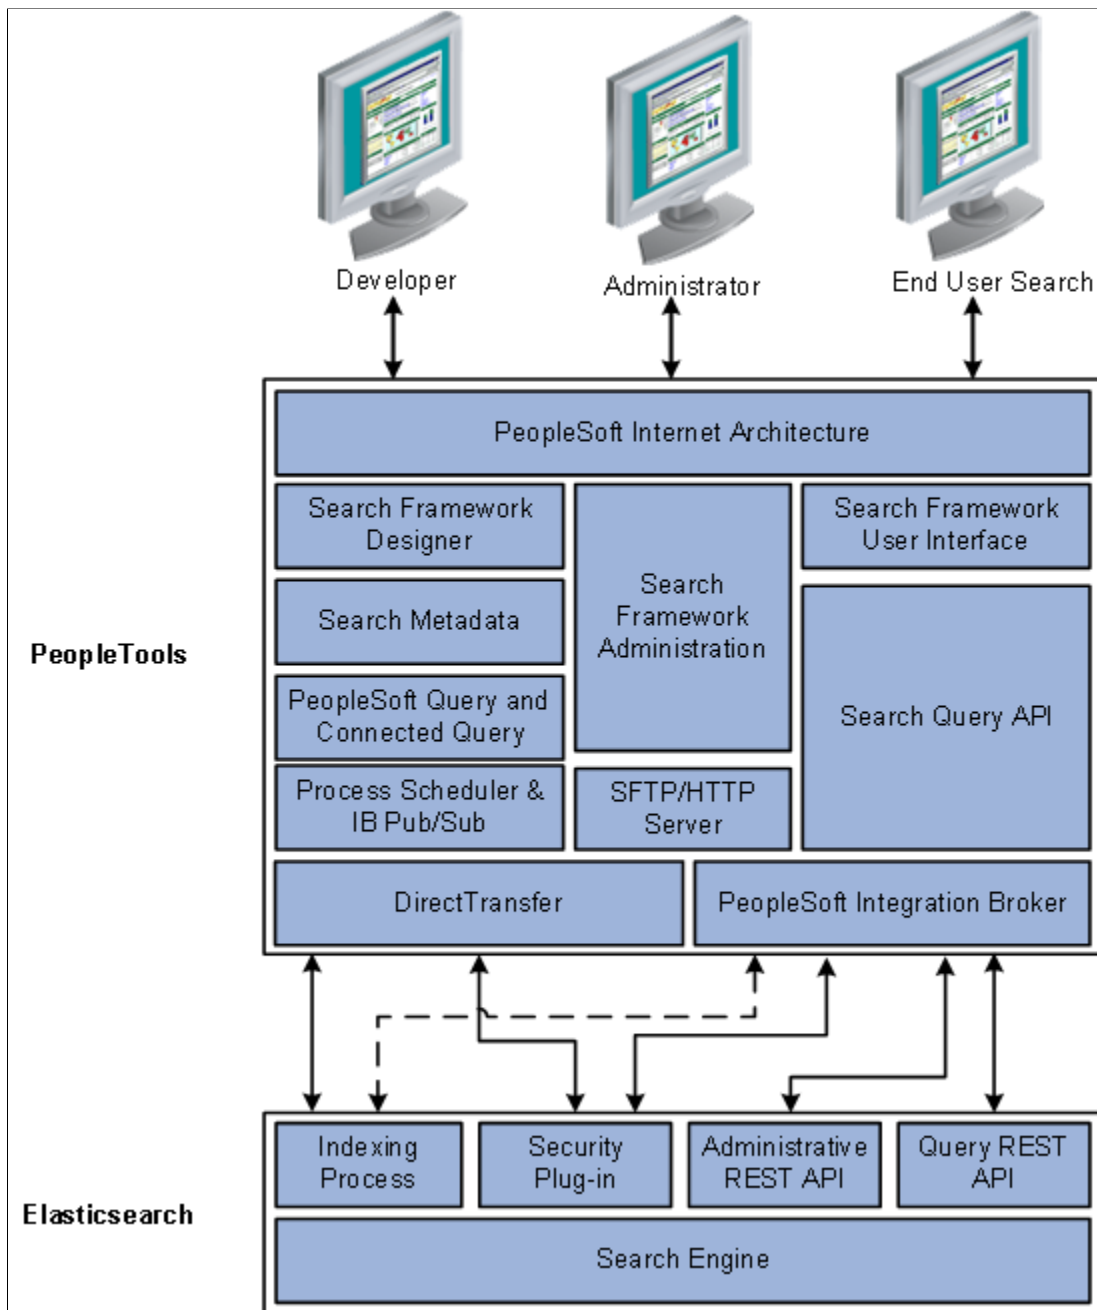 Developer
Administrator
End User Search
PeopleSoft Internet Architecture
Search Framework
Designer
Search
Framework
Administration
Search Framework
User Interface
Search Metadata
PeopleTools
PeopleSoft Query and
Connected Query
Search Query API
Process Scheduler &
IB Pub/Sub
SFTP/HTTP
Server
DirectTransfer
PeopleSoft Integration Broker
Indexing
Process
Security
Plug-in
Administrative
REST API
Query REST
API
Elasticsearch
Search Engine